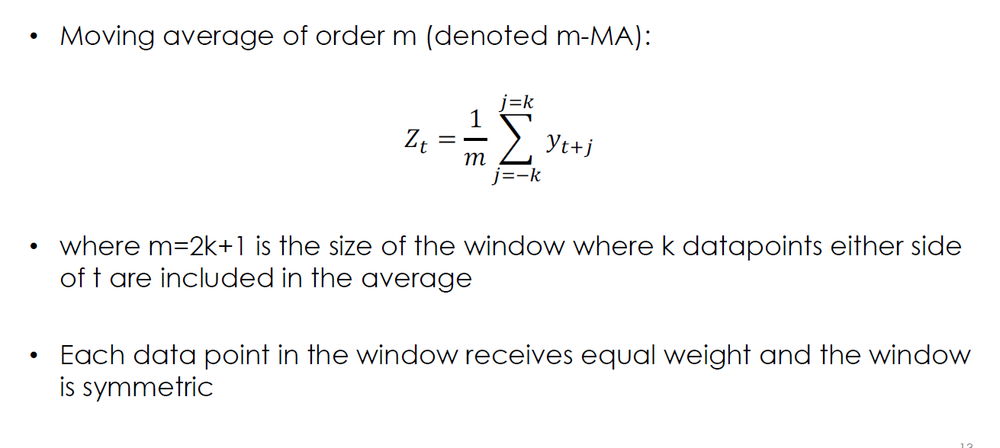 • Moving average of order m (denoted m-MA):
Z_t = \frac{1}{m} \sum_{j=-k}^{j=k} y_{t+j}
• where m=2k+1 is the size of the window where k datapoints either side
of t are included in the average
• Each data point in the window receives equal weight and the window
is symmetric